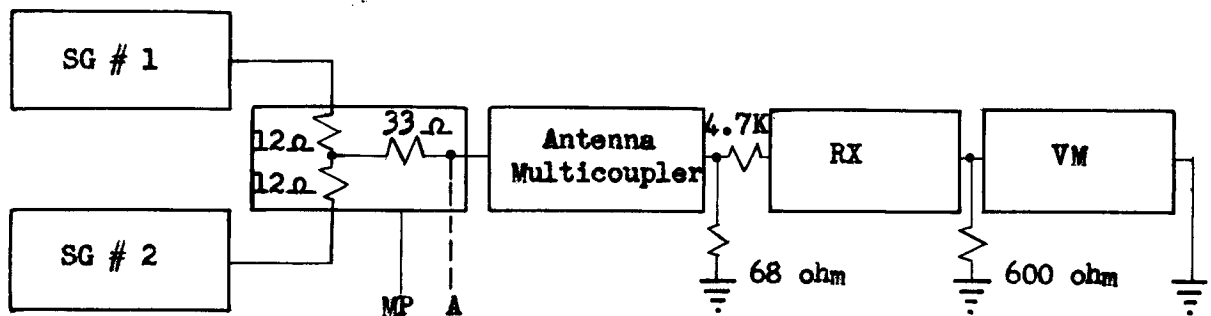 SG # 1
12Ω
33 Ω
12Ω
Antenna
Multicoupler
4.7K
RX
VM
SG # 2
68 ohm
600 ohm
MP
A